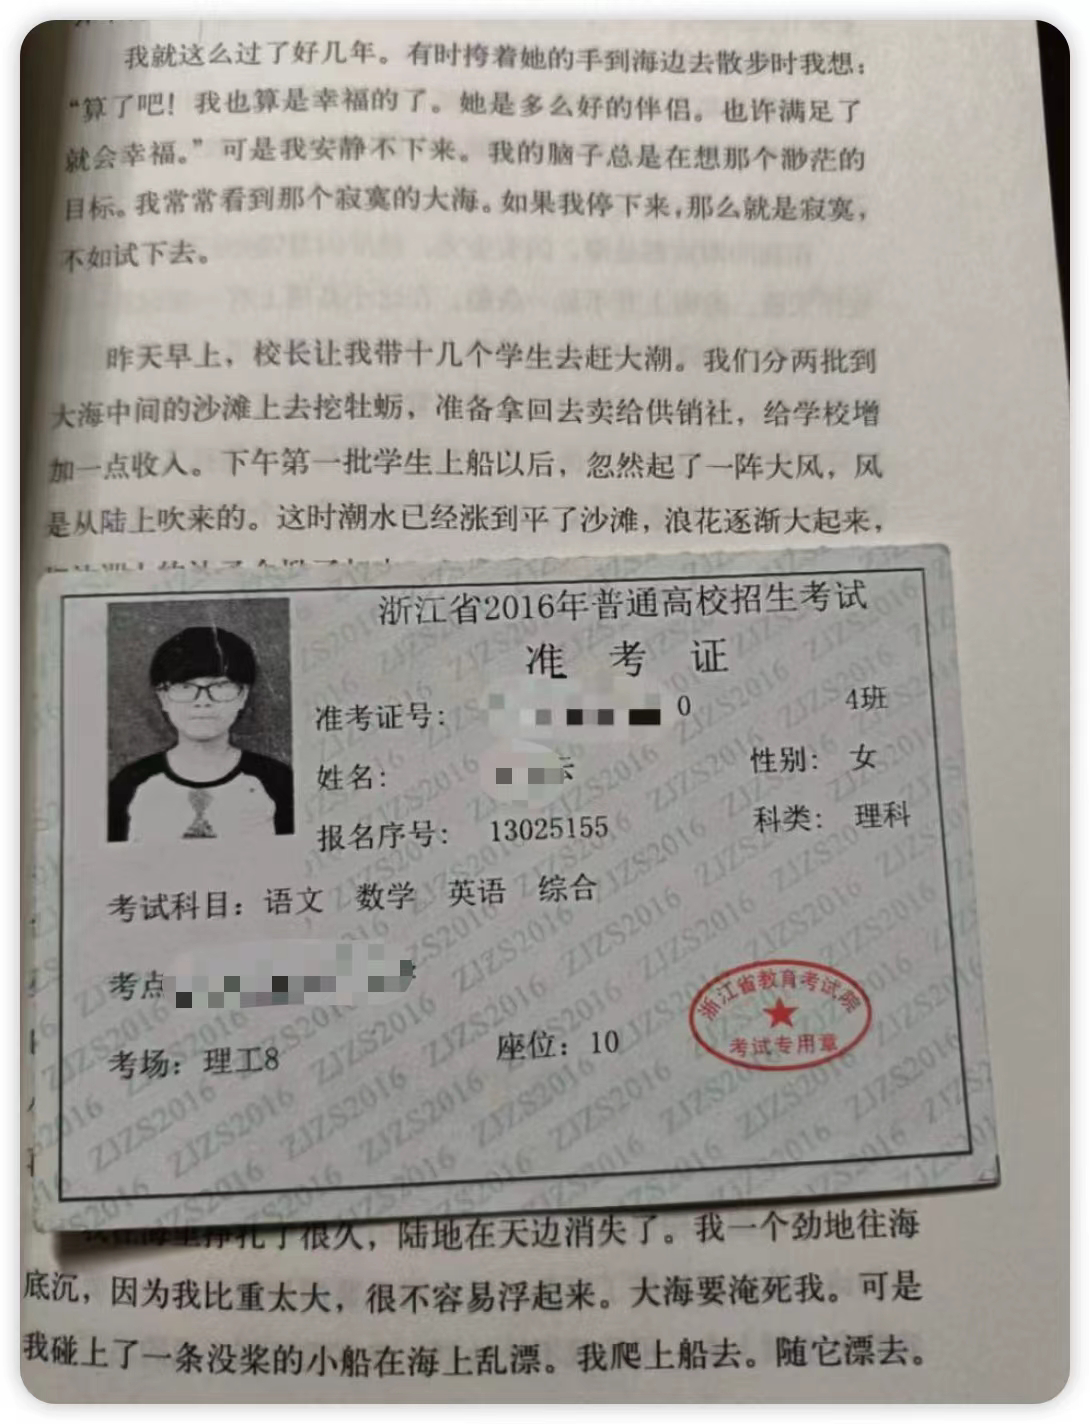 我就这么过了好几年。有时挎着她的手到海边去散步时我想：
“算了吧！我也算是幸福的了。她是多么好的伴侣。也许满足了
就会幸福。”可是我安静不下来。我的脑子总是在想那个渺茫的
目标。我常常看到那个寂寞的大海。如果我停下来，那么就是寂寞，
不如试下去。
昨天早上，校长让我带十几个学生去赶大潮。我们分两批到
大海中间的沙滩上去挖牡蛎，准备拿回去卖给供销社，给学校增
加一点收入。下午第一批学生上船以后，忽然起了一阵大风，风
是从陆上吹来的。这时潮水已经涨到平了沙滩，浪花逐渐大起来，
浙江省2016年普通高校招生考试
准 考 证
准考证号： 0 4班
姓名： 性别： 女
报名序号： 13025155 科类： 理科
考试科目：语文 数学 英语 综合
考点
考场：理工8 座位：10
浙江省教育考试院
考试专用章
ZJZS2016
挣扎了很久，陆地在天边消失了。我一个劲地往海
底沉，因为我比重太大，很不容易浮起来。大海要淹死我。可是
我碰上了一条没桨的小船在海上乱漂。我爬上船去。随它漂去。